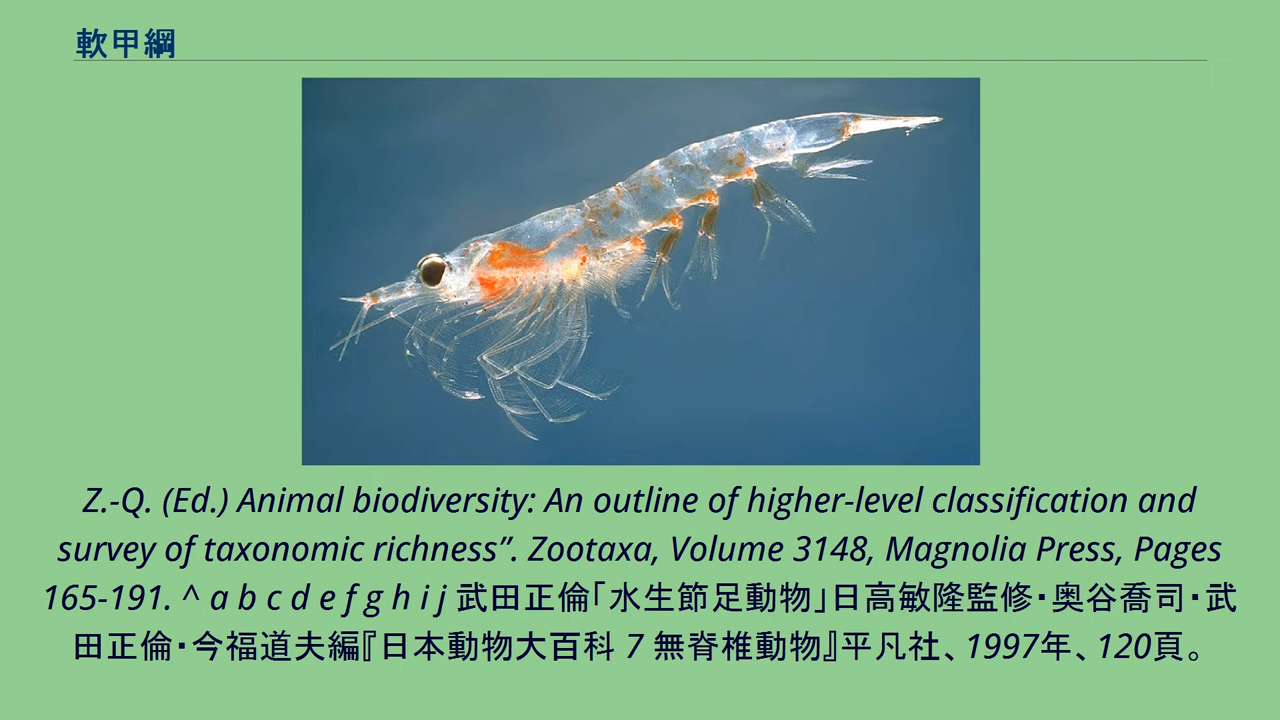 軟甲綱
Z.-Q. (Ed.) Animal biodiversity: An outline of higher-level classification and
survey of taxonomic richness”. Zootaxa, Volume 3148, Magnolia Press, Pages
165-191. ^ a b c d e f g h i j 武田正倫「水生節足動物」日高敏隆監修・奥谷喬司・武
田正倫・今福道夫編『日本動物大百科 7 無脊椎動物』平凡社、1997年、120頁。